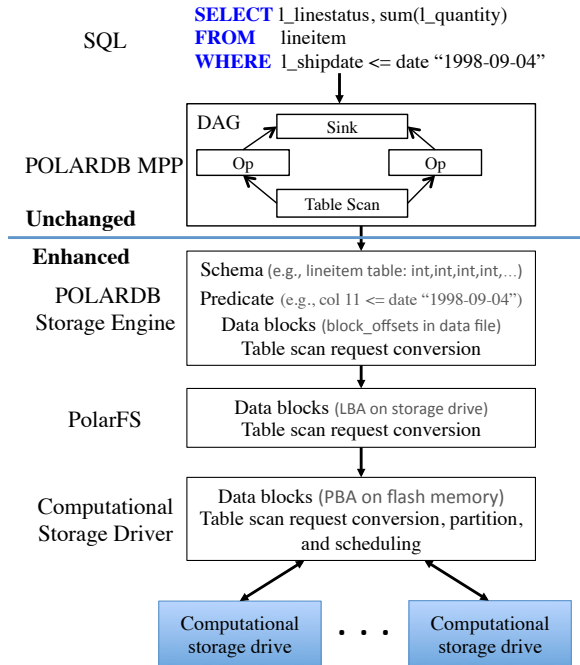 SQL
SELECT l_linestatus, sum(l_quantity)
FROM lineitem
WHERE l_shipdate <= date “1998-09-04”
POLARDB MPP
DAG
Sink
Op
Op
Table Scan
Unchanged
Enhanced
POLARDB
Storage Engine
Schema (e.g., lineitem table: int,int,int,int,…)
Predicate (e.g., col 11 <= date “1998-09-04”)
Data blocks (block_offsets in data file)
Table scan request conversion
PolarFS
Data blocks (LBA on storage drive)
Table scan request conversion
Computational
Storage Driver
Data blocks (PBA on flash memory)
Table scan request conversion, partition,
and scheduling
Computational
storage drive
. . .
Computational
storage drive